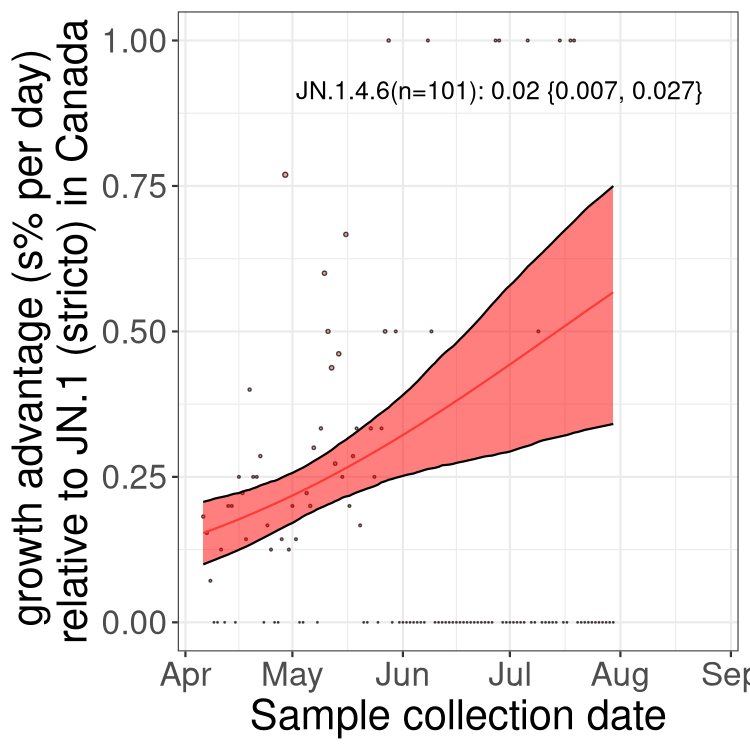 growth advantage (s% per day)
relative to JN.1 (stricto) in Canada
1.00
0.75
0.50
0.25
0.00
JN.1.4.6(n=101): 0.02 {0.007, 0.027}
Apr May Jun Jul Aug Sep
Sample collection date